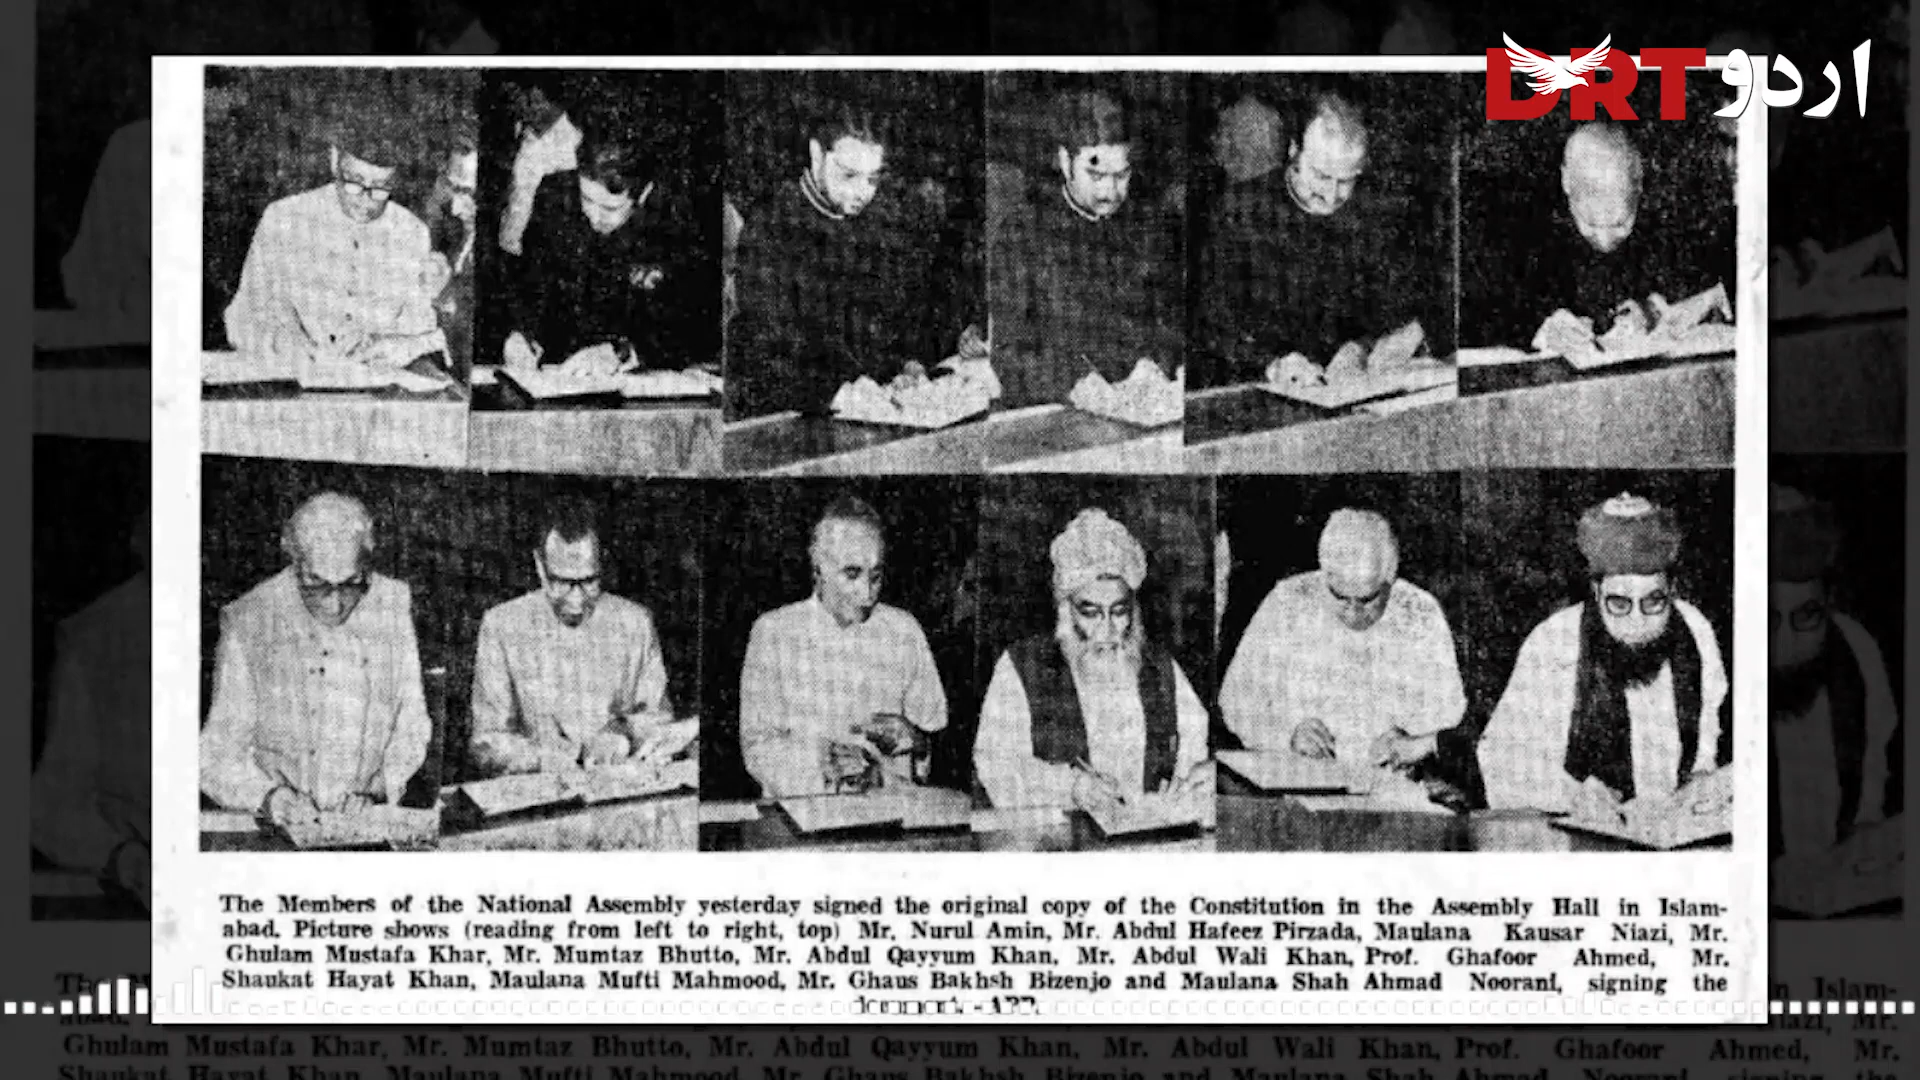 DRT اردو
The Members of the National Assembly yesterday signed the original copy of the Constitution in the Assembly Hall in Islam-
abad. Picture shows (reading from left to right, top) Mr. Nurul Amin, Mr. Abdul Hafeez Pirzada, Maulana Kausar Niazi, Mr.
Ghulam Mustafa Khar, Mr. Mumtaz Bhutto, Mr. Abdul Qayyum Khan, Mr. Abdul Wali Khan, Prof. Ghafoor Ahmed, Mr.
Shaukat Hayat Khan, Maulana Mufti Mahmood, Mr. Ghaus Bakhsh Bizenjo and Maulana Shah Ahmad Noorani, signing the
Ghulam Mustafa Khar, Mr. Mumtaz Bhutto, Mr. Abdul Qayyum Khan, Mr. Abdul Wali Khan, Prof. Ghafoor Ahmed, Mr.